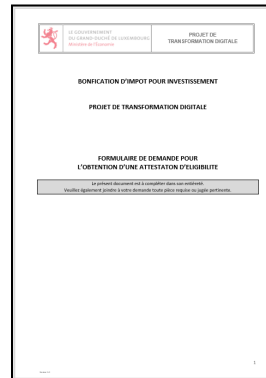 LE GOUVERNEMENT
DU GRAND-DUCHÉ DE LUXEMBOURG
Ministère de l'Économie
PROJET DE
TRANSFORMATION DIGITALE
BONFICATION D'IMPOT POUR INVESTISSEMENT
PROJET DE TRANSFORMATION DIGITALE
FORMULAIRE DE DEMANDE POUR
L'OBTENTION D'UNE ATTESTATON D'ELIGIBILITE
Le présent document est à compléter dans son entièreté.
Veuillez également joindre à votre demande toute pièce requise ou jugée pertinente.
1